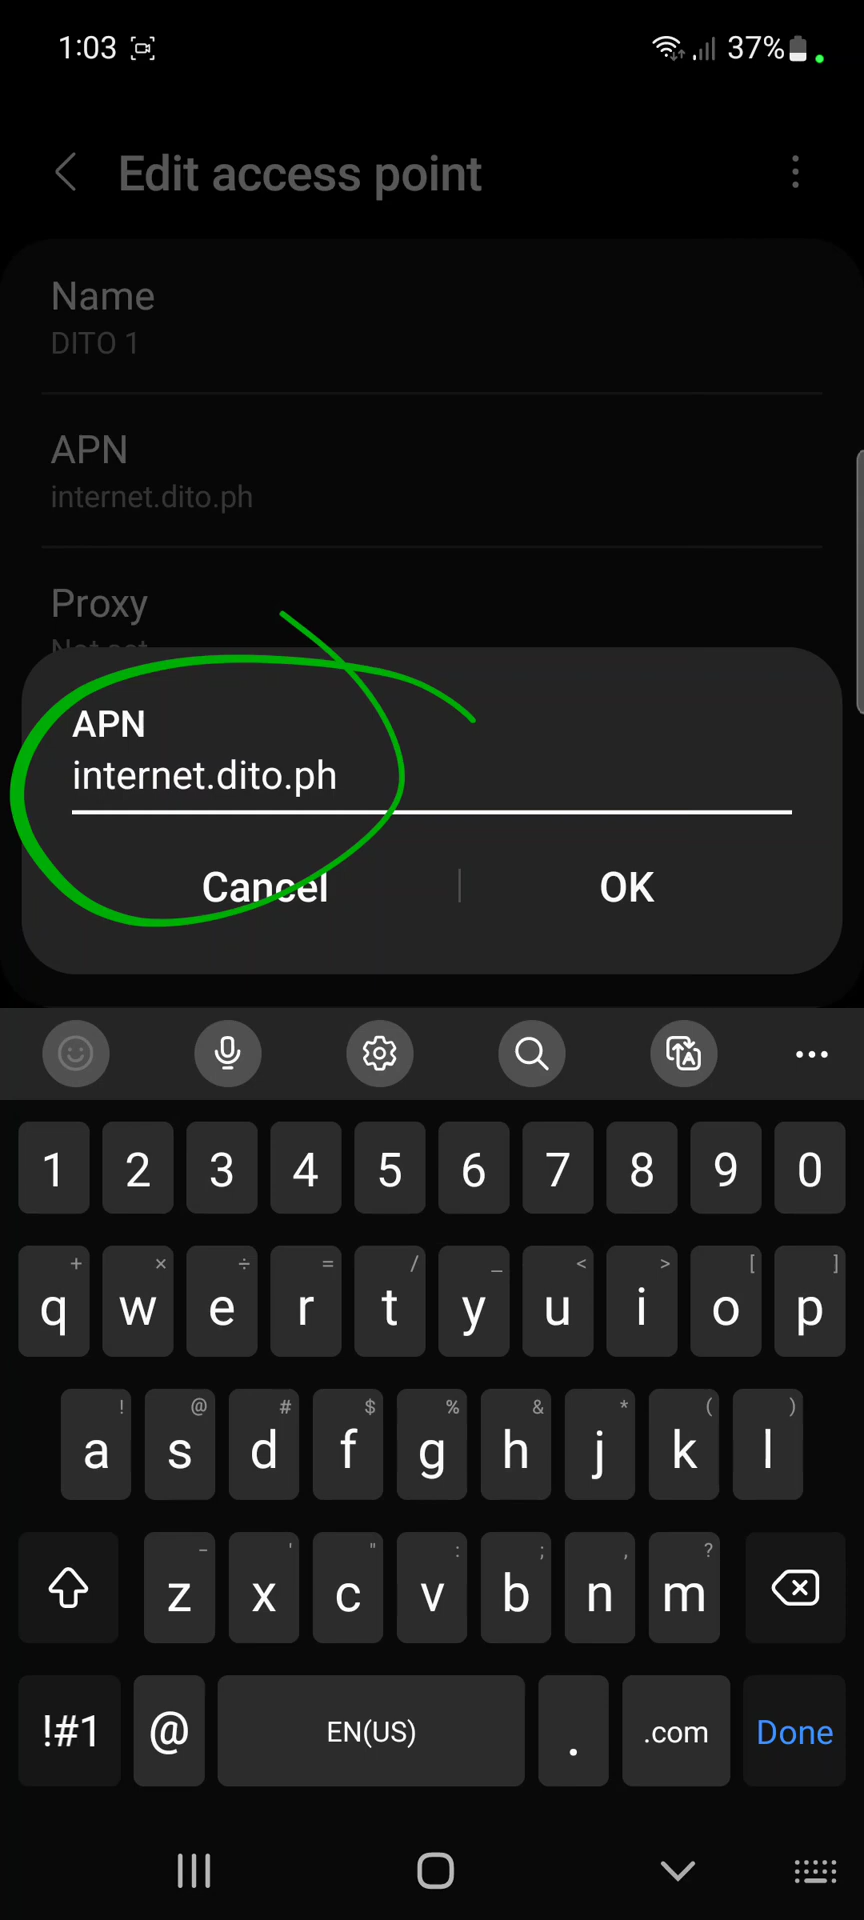 1:03 37%
Edit access point
Name
DITO 1
APN
internet.dito.ph
Proxy
Not set
APN
internet.dito.ph
Cancel OK
1 2 3 4 5 6 7 8 9 0
+ × ÷ = / _ < > [ ]
q w e r t y u i o p
! @ # $ % & * ( )
a s d f g h j k l
- ' " : ; , ?
z x c v b n m
!#1 @ EN(US) . .com Done